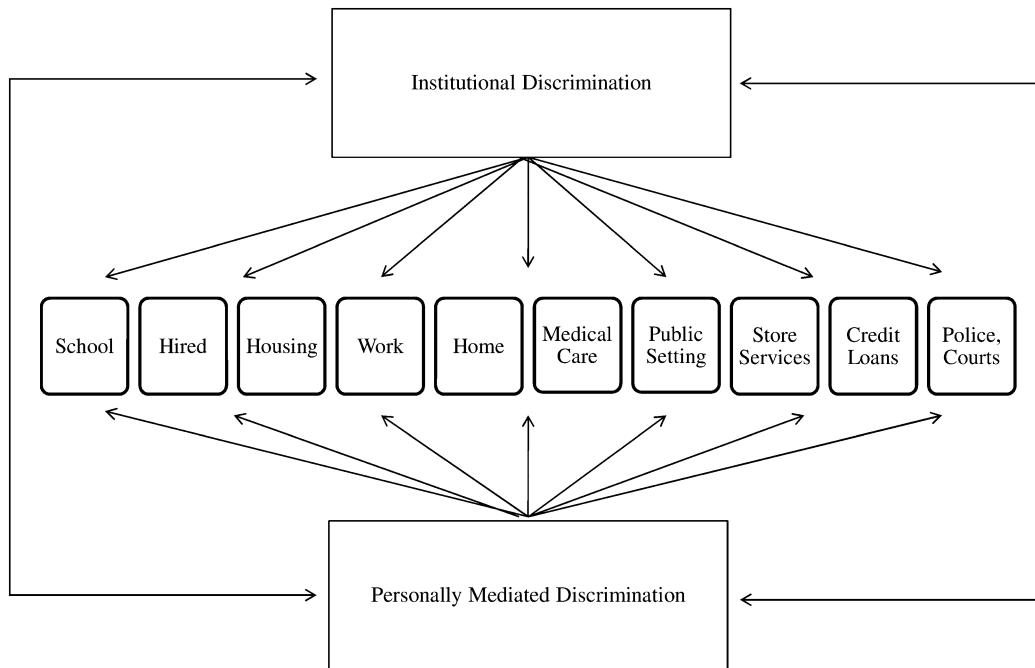 Institutional Discrimination
School
Hired
Housing
Work
Home
Medical
Care
Public
Setting
Store
Services
Credit
Loans
Police,
Courts
Personally Mediated Discrimination